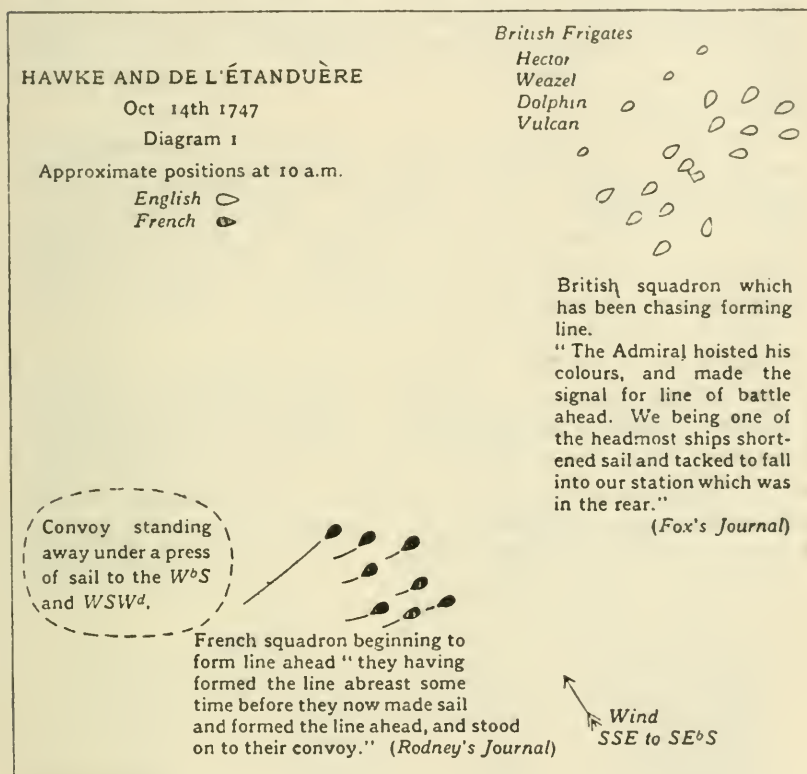 HAWKE AND DE L'ÉTANDUÈRE
Oct 14th 1747
Diagram 1
Approximate positions at 10 a.m.
English
French
British Frigates
Hector
Weazel
Dolphin
Vulcan
British squadron which
has been chasing forming
line.
“ The Admiral hoisted his
colours, and made the
signal for line of battle
ahead. We being one of
the headmost ships short-
ened sail and tacked to fall
into our station which was
in the rear.”
(Fox's Journal)
Convoy standing
away under a press
of sail to the WbS
and WSWd.
French squadron beginning to
form line ahead “ they having
formed the line abreast some
time before they now made sail
and formed the line ahead, and stood
on to their convoy.” (Rodney's Journal)
Wind
SSE to SEbS